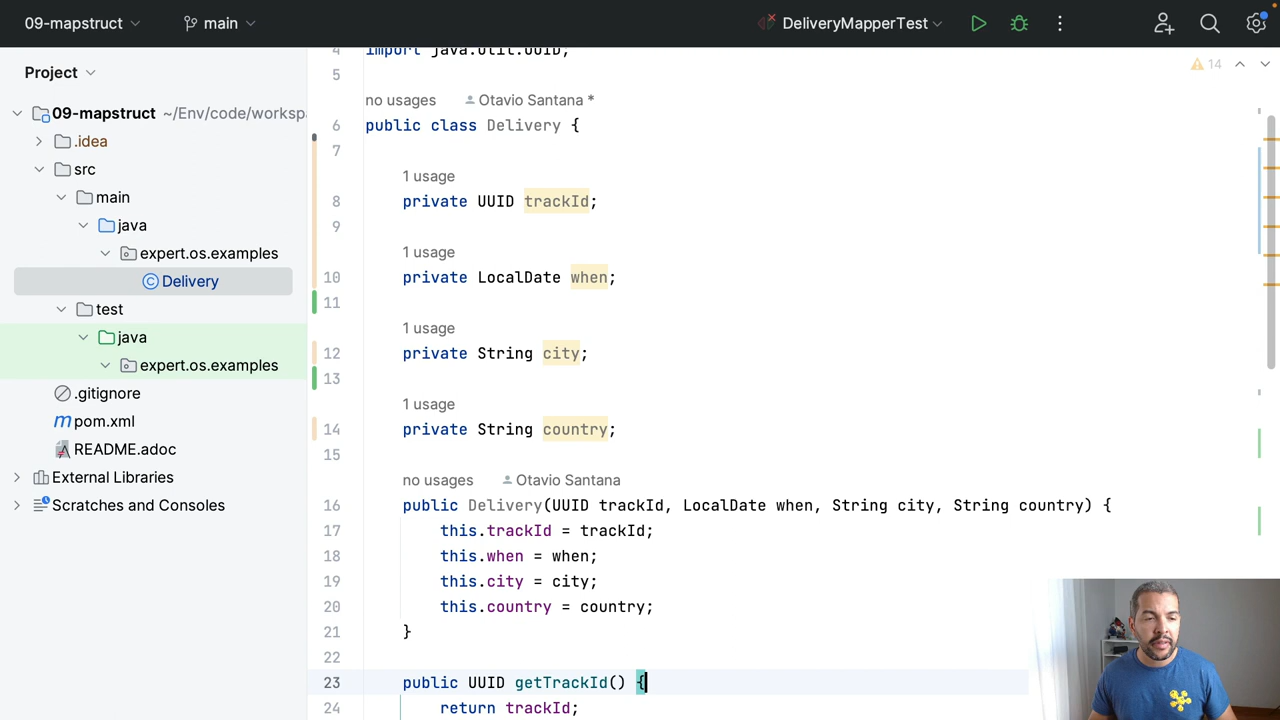 09-mapstruct
main
DeliveryMapperTest
Project
09-mapstruct ~/Env/code/worksp
.idea
src
main
java
expert.os.examples
Delivery
test
java
expert.os.examples
.gitignore
pom.xml
README.adoc
External Libraries
Scratches and Consoles
14
4 import java.util.UUID;
5
no usages Otavio Santana *
6 public class Delivery {
7
1 usage
8 private UUID trackId;
9
1 usage
10 private LocalDate when;
11
1 usage
12 private String city;
13
1 usage
14 private String country;
15
no usages Otavio Santana
16 public Delivery(UUID trackId, LocalDate when, String city, String country) {
17 this.trackId = trackId;
18 this.when = when;
19 this.city = city;
20 this.country = country;
21 }
22
23 public UUID getTrackId() {
24 return trackId;